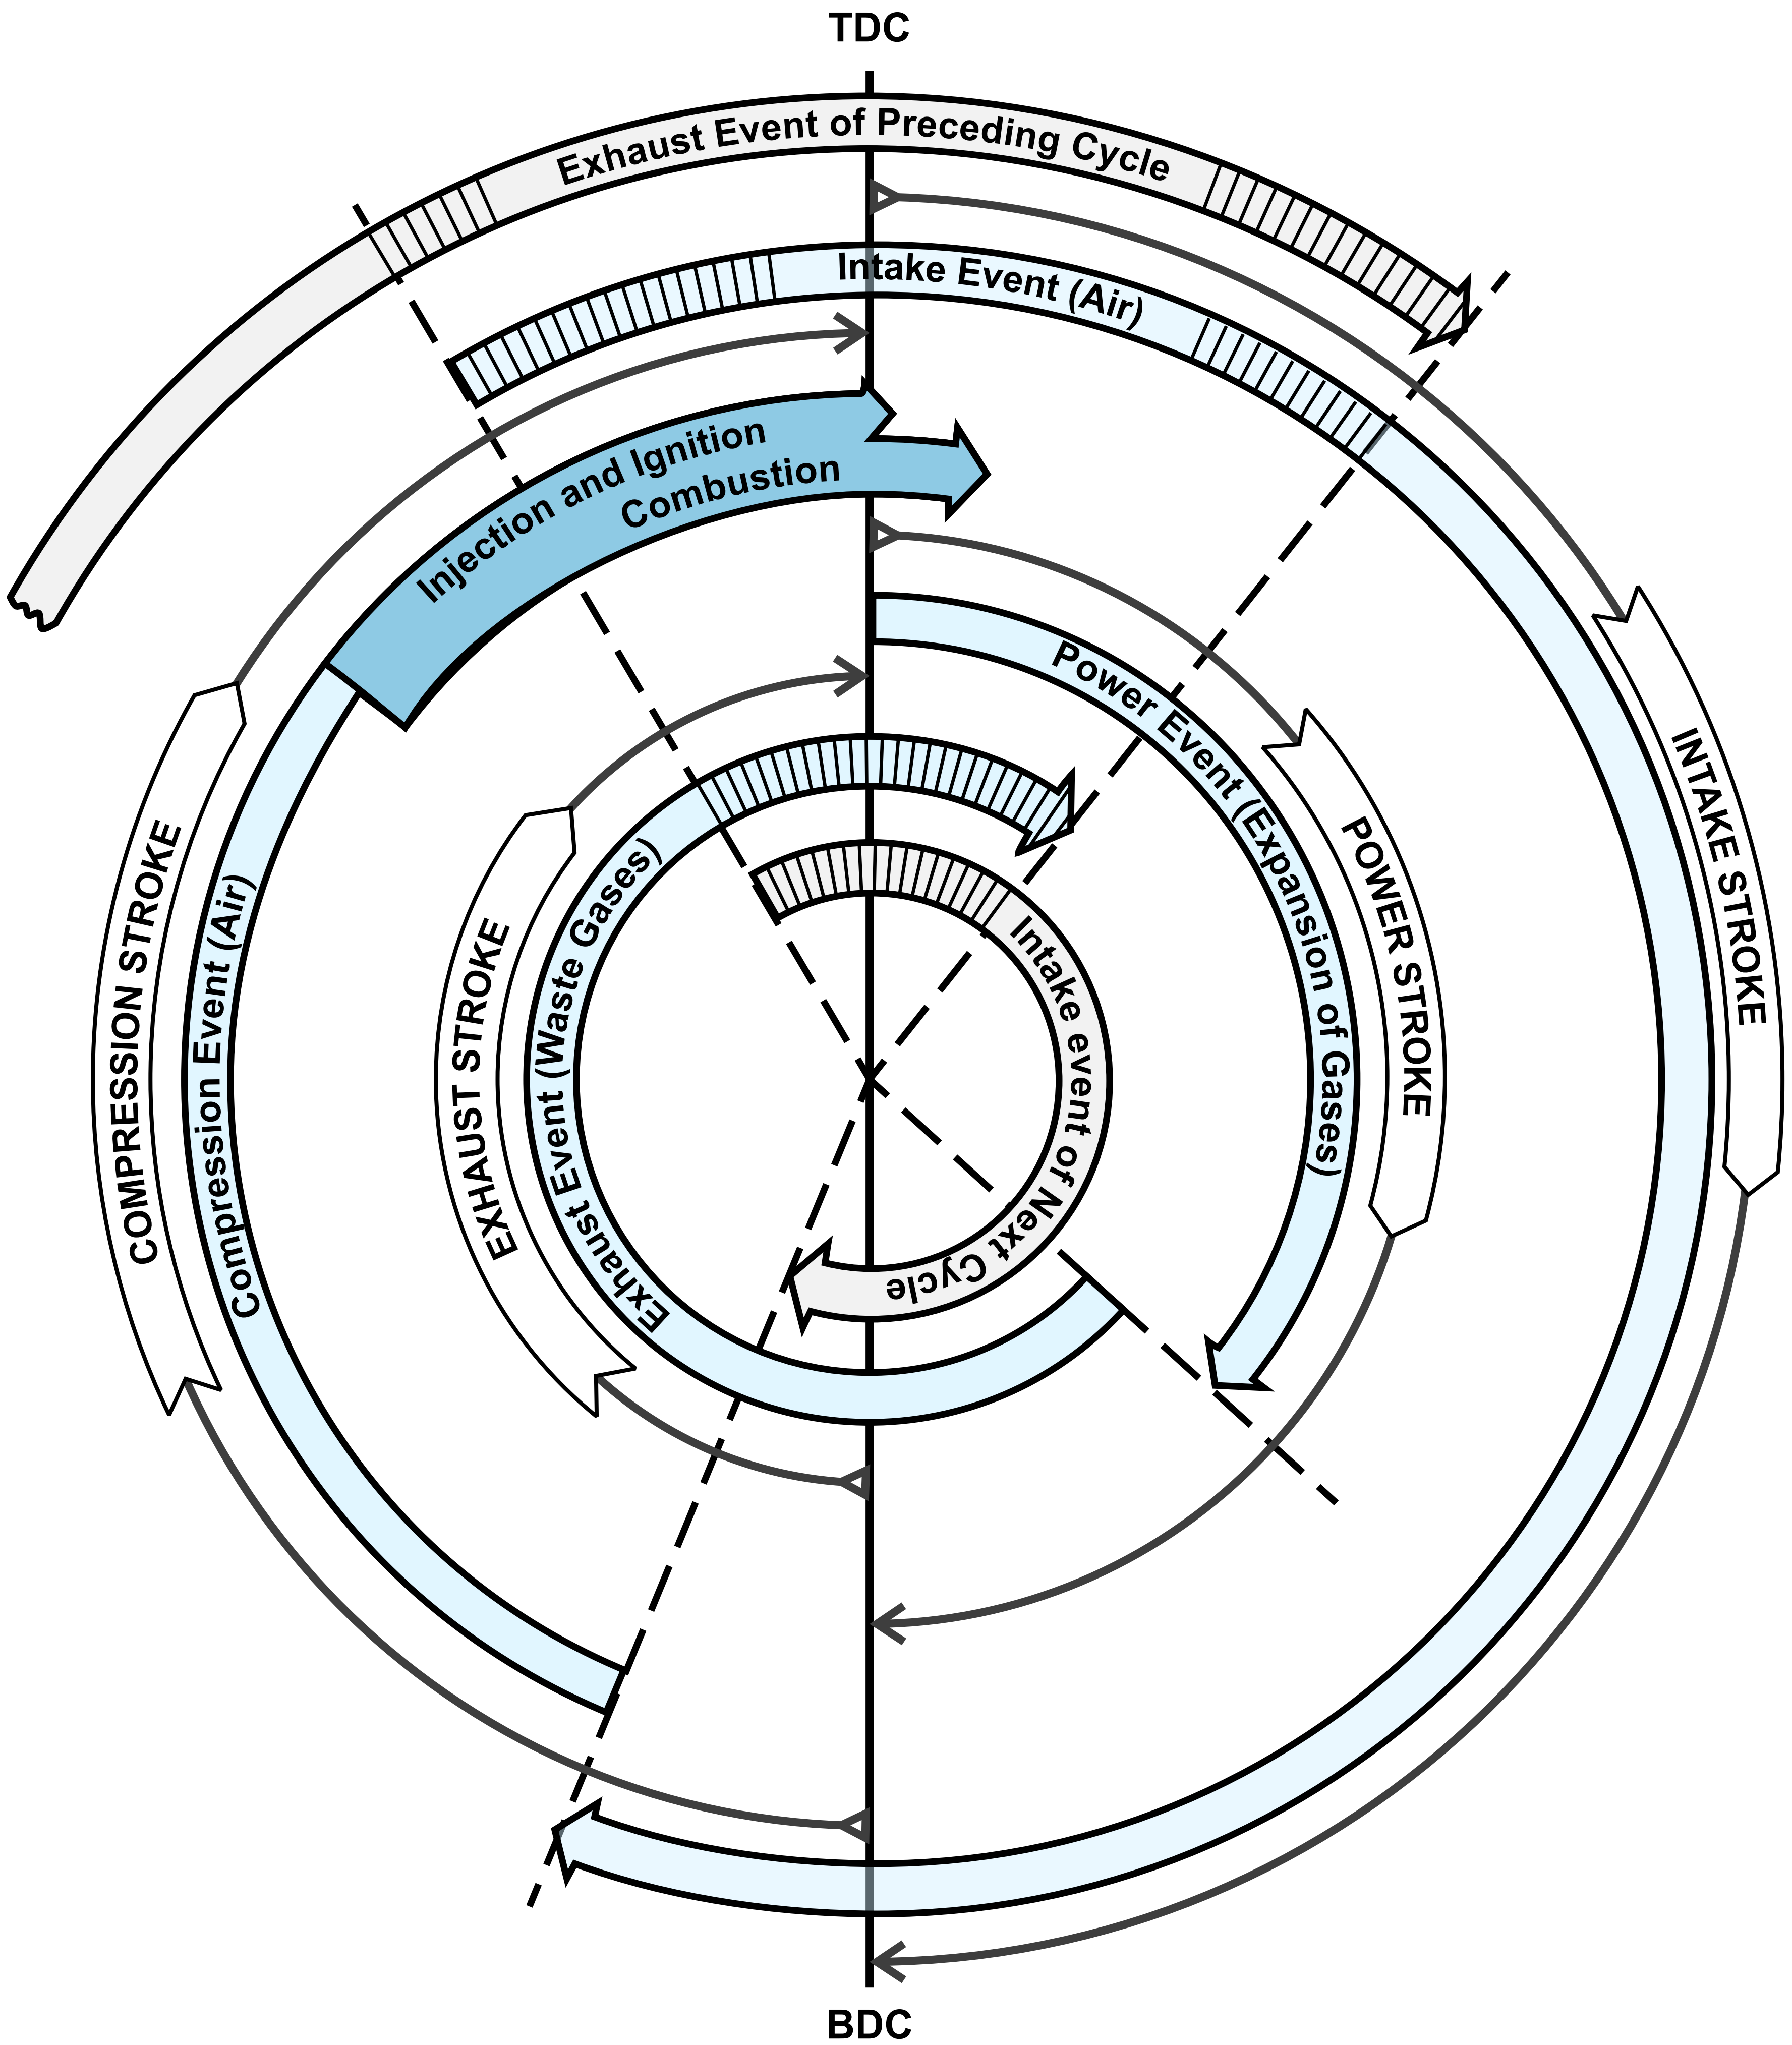 TDC
Exhaust Event of Preceding Cycle
Intake Event (Air)
Injection and Ignition
Combustion
Power Event (Expansion of Gases)
INTAKE STROKE
POWER STROKE
COMPRESSION STROKE
Compression Event (Air)
EXHAUST STROKE
Exhaust Event (Waste Gases)
Intake event of Next Cycle
BDC